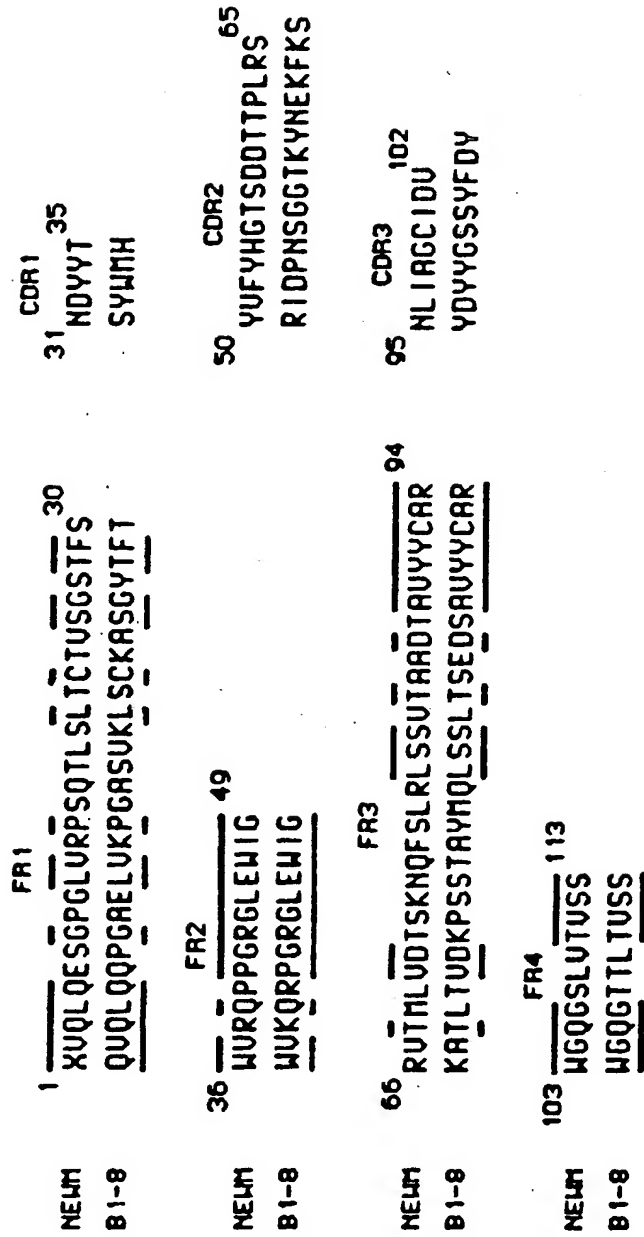 FR1 CDR1
1 30 31 35
NEWM XVQLQESGPGLVRPSQTLSLTCTVSGSTFS NDYYT
B1-8 QVQLQQPGAELVKPGASVKLSCKASGYTFT SYWMH
FR2 CDR2
36 49 50 65
NEWM WVRQPPGRGLEWIG YVFYHGTSDDTTPLRS
B1-8 WVKQRPGRGLEWIG RIDPNSGGTKYNEKFKS
FR3 CDR3
66 94 95 102
NEWM RVTMLVDTSKNQFSLRLSSVTAADTAVYYCAR NLIAGCIDV
B1-8 KATLTVDKPSSTAYMQLSSLTSEDSAVYYCAR YDYYGSSYFDY
FR4
103 113
NEWM WGQGSLVTVSS
B1-8 WGQGTTLTVSS